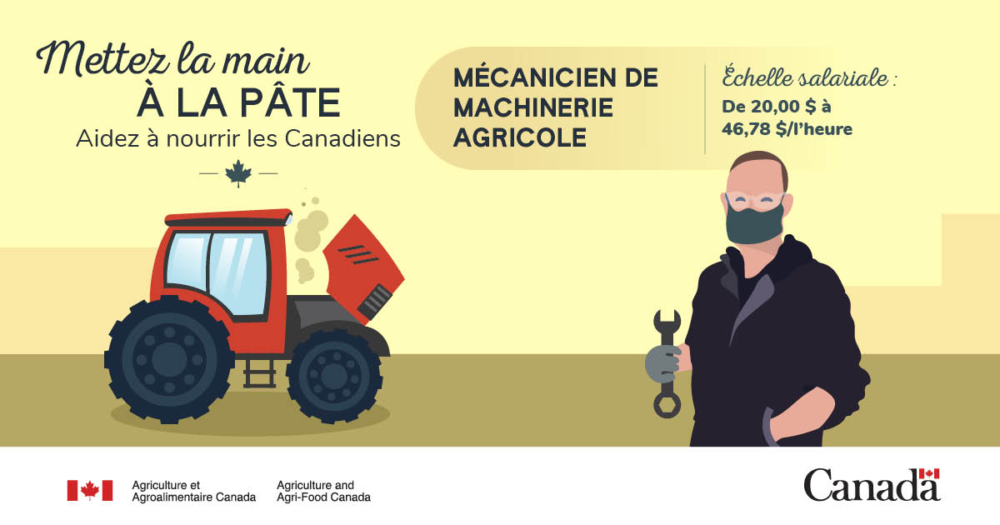 Mettez la main
À LA PÂTE
Aidez à nourrir les Canadiens
MÉCANICIEN DE
MACHINERIE
AGRICOLE
Échelle salariale :
De 20,00 $ à
46,78 $/l’heure
Agriculture et
Agroalimentaire Canada
Agriculture and
Agri-Food Canada
Canada